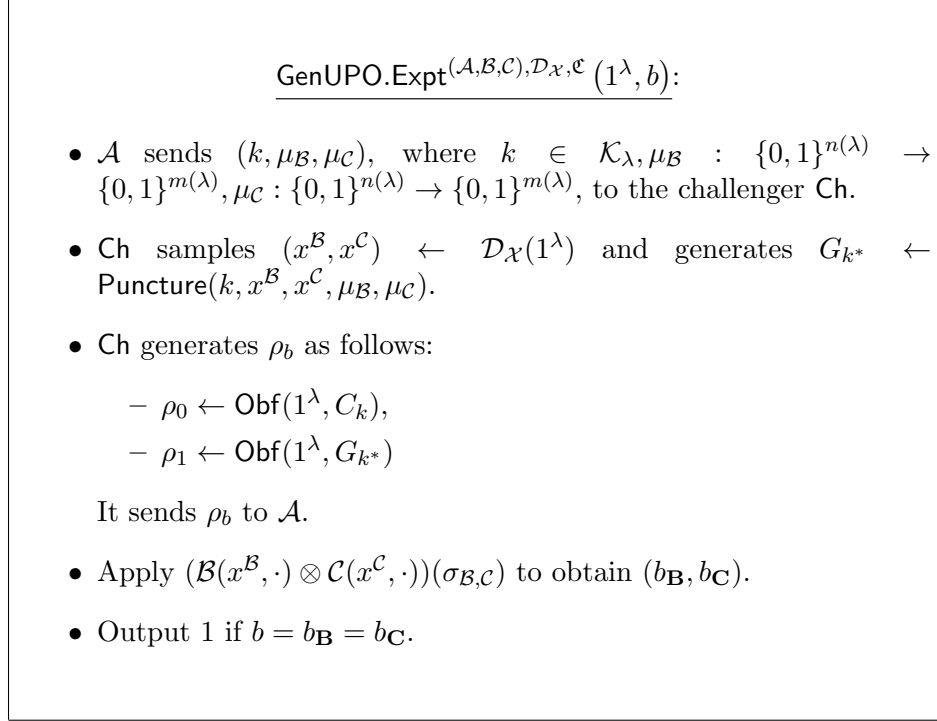 GenUPO.Expt^{(𝒜,ℬ,𝒞),𝒟_𝒳,ℭ} (1^λ, b):
• 𝒜 sends (k, μ_ℬ, μ_𝒞), where k ∈ 𝒦_λ, μ_ℬ : {0, 1}^{n(λ)} →
{0, 1}^{m(λ)}, μ_𝒞 : {0, 1}^{n(λ)} → {0, 1}^{m(λ)}, to the challenger Ch.
• Ch samples (x^ℬ, x^𝒞) ← 𝒟_𝒳(1^λ) and generates G_{k*} ←
Puncture(k, x^ℬ, x^𝒞, μ_ℬ, μ_𝒞).
• Ch generates ρ_b as follows:
– ρ_0 ← Obf(1^λ, C_k),
– ρ_1 ← Obf(1^λ, G_{k*})
It sends ρ_b to 𝒜.
• Apply (ℬ(x^ℬ, ·) ⊗ 𝒞(x^𝒞, ·))(σ_{ℬ,𝒞}) to obtain (b_𝐁, b_𝐂).
• Output 1 if b = b_𝐁 = b_𝐂.